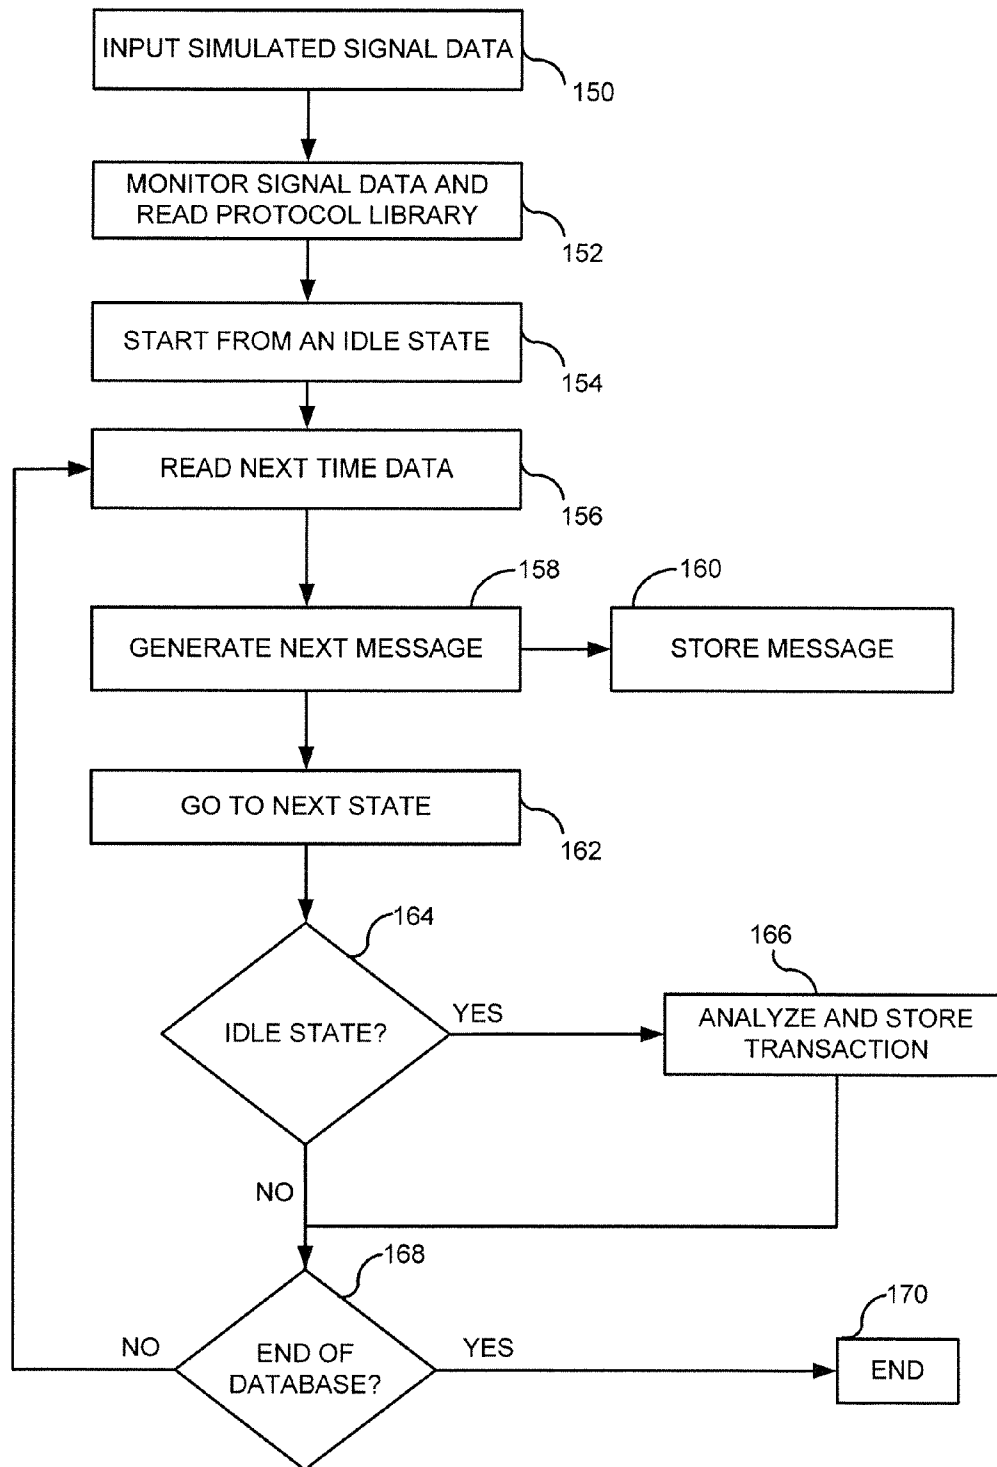 INPUT SIMULATED SIGNAL DATA
150
MONITOR SIGNAL DATA AND
READ PROTOCOL LIBRARY
152
START FROM AN IDLE STATE
154
READ NEXT TIME DATA
156
158
160
GENERATE NEXT MESSAGE
STORE MESSAGE
GO TO NEXT STATE
162
164
166
IDLE STATE?
YES
ANALYZE AND STORE
TRANSACTION
NO
168
170
NO
END OF
DATABASE?
YES
END